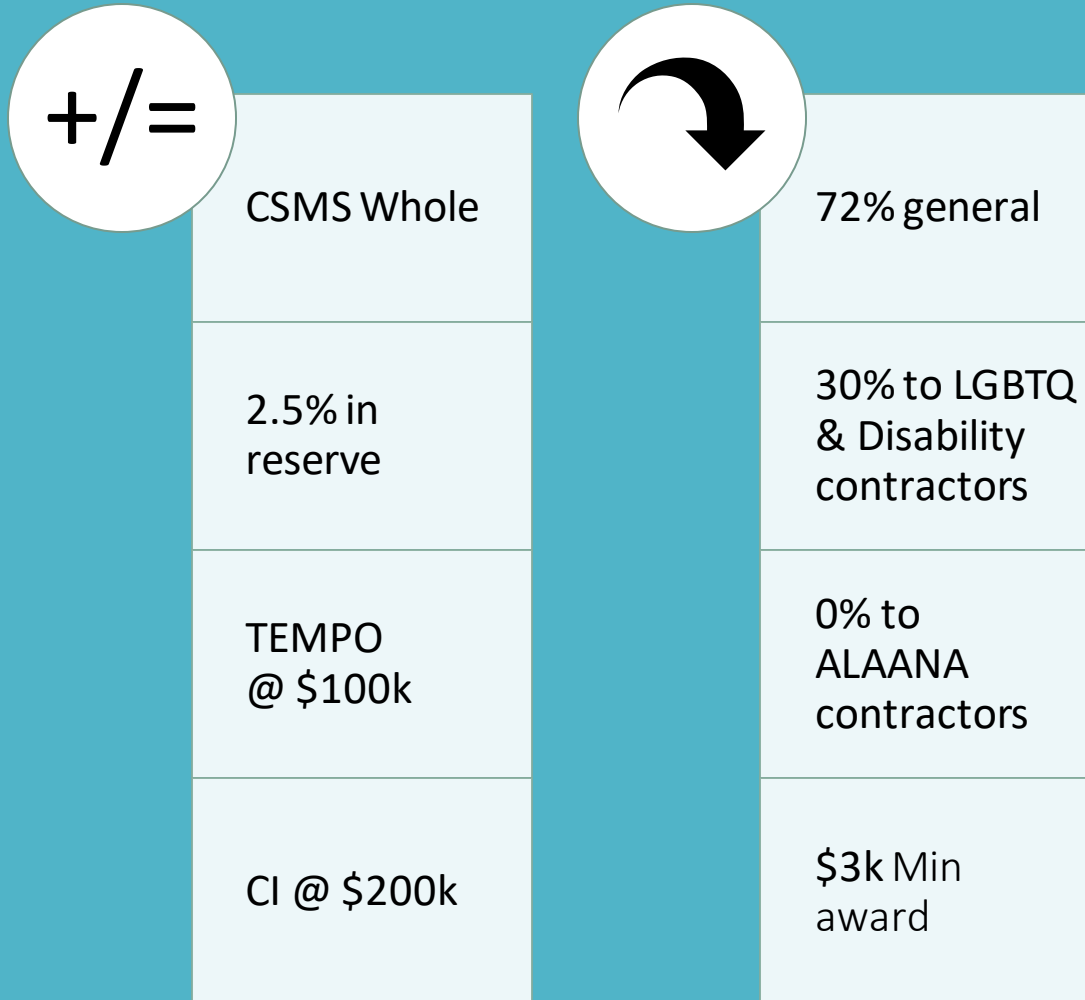 +/=
CSMS Whole
2.5% in
reserve
TEMPO
@ $100k
CI @ $200k
72% general
30% to LGBTQ
& Disability
contractors
0% to
ALAANA
contractors
$3k Min
award